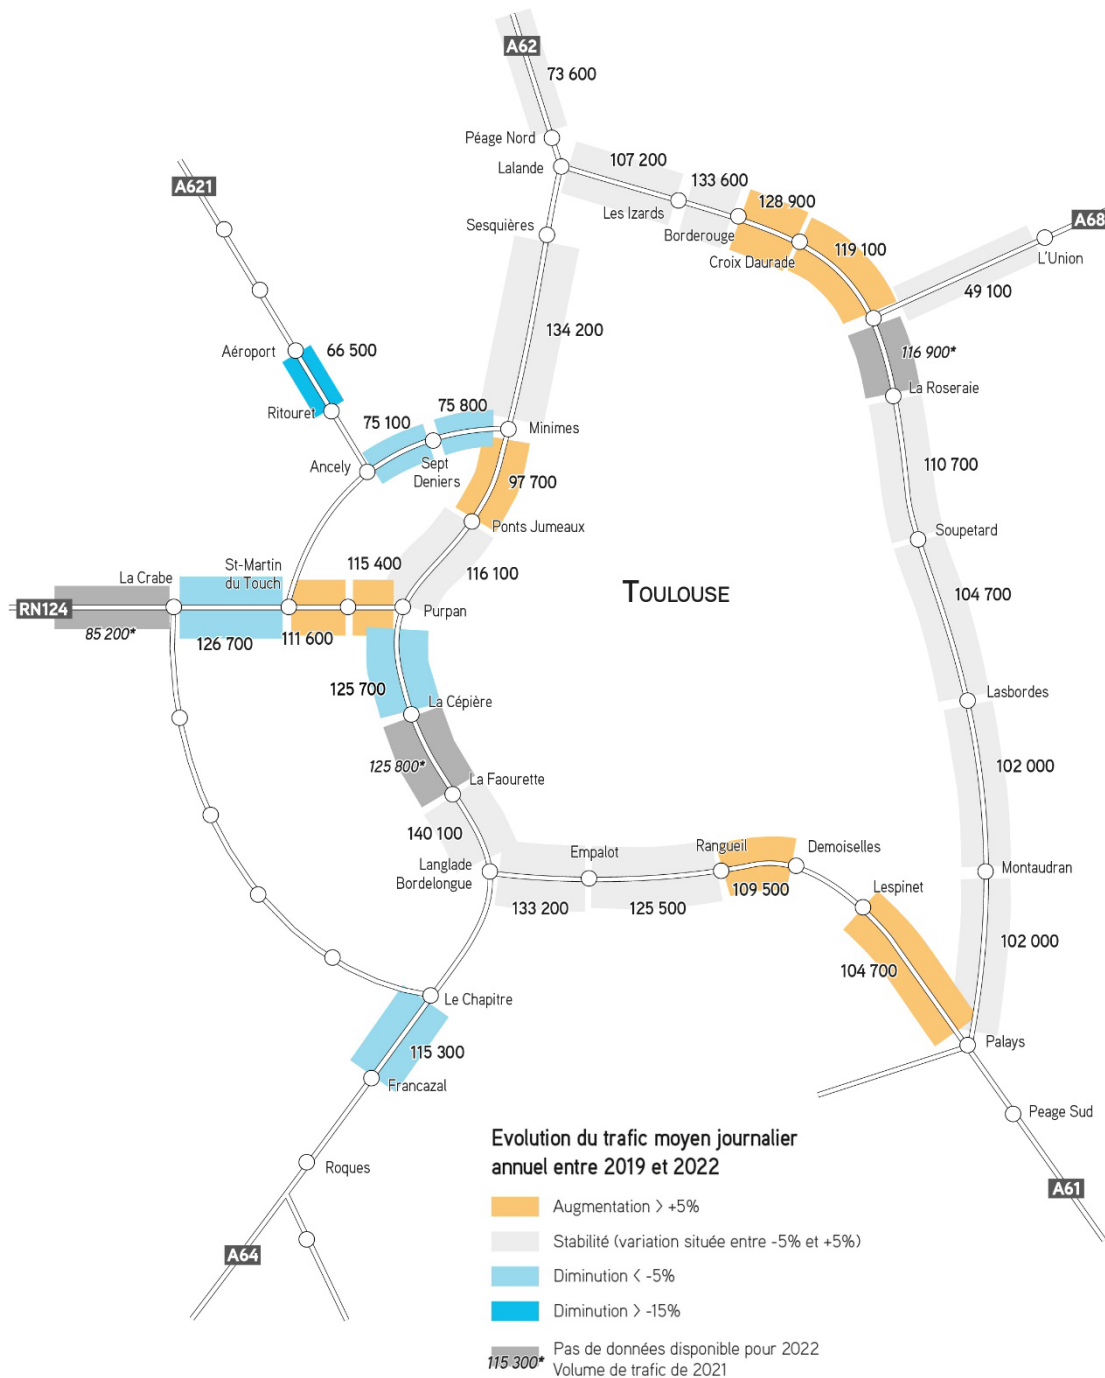 A62
73 600
Péage Nord
Lalande
107 200
133 600
128 900
A621
Les Izards
Borderouge
Croix Daurade
119 100
A68
L'Union
49 100
Sesquières
134 200
116 900*
La Roseraie
Aéroport
66 500
Ritouret
75 100
75 800
Minimes
Ancely
Sept
Deniers
97 700
Ponts Jumeaux
110 700
Soupetard
St-Martin
du Touch
La Crabe
115 400
116 100
TOULOUSE
104 700
RN124
85 200*
126 700
111 600
Purpan
125 700
La Cépière
Lasbordes
125 800*
La Faourette
102 000
140 100
Langlade
Bordelongue
Empalot
Rangueil
Demoiselles
Montaudran
133 200
125 500
109 500
Lespinet
102 000
104 700
Le Chapitre
Palays
115 300
Francazal
Peage Sud
Roques
A61
A64
Evolution du trafic moyen journalier
annuel entre 2019 et 2022
Augmentation > +5%
Stabilité (variation située entre -5% et +5%)
Diminution < -5%
Diminution > -15%
115 300*
Pas de données disponible pour 2022
Volume de trafic de 2021